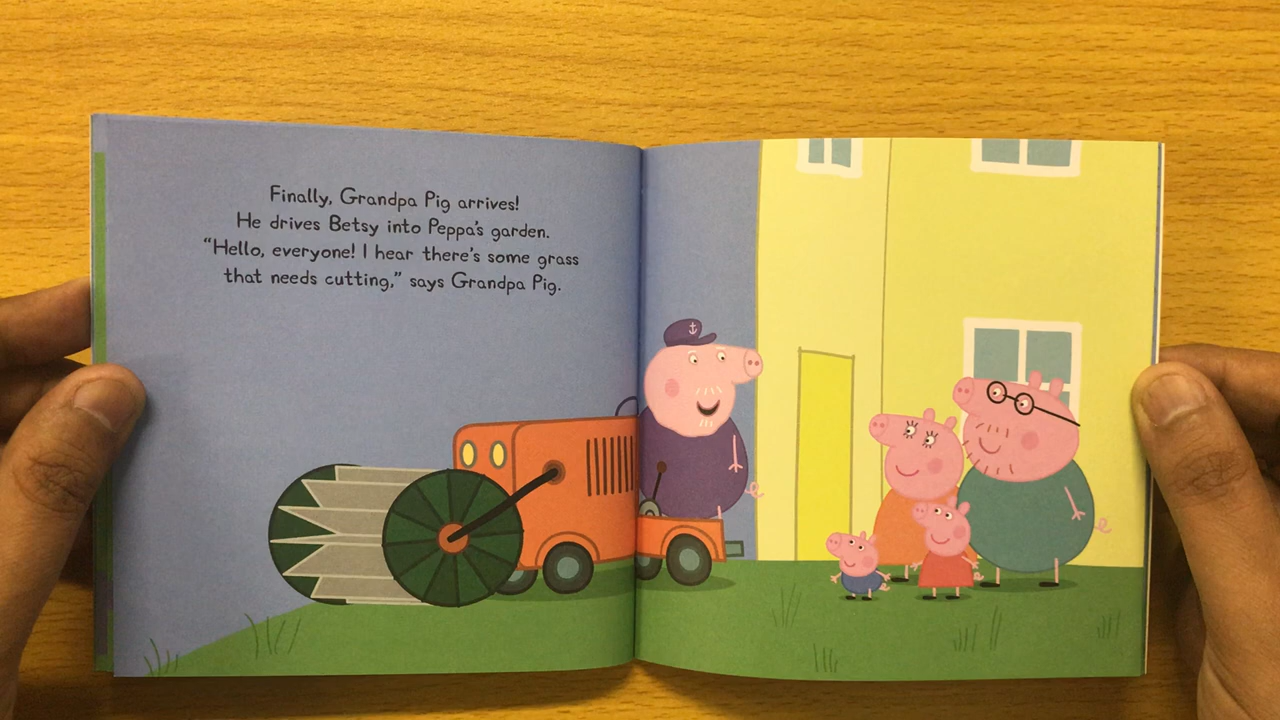 Finally, Grandpa Pig arrives!
He drives Betsy into Peppa's garden.
“Hello, everyone! I hear there's some grass
that needs cutting,” says Grandpa Pig.